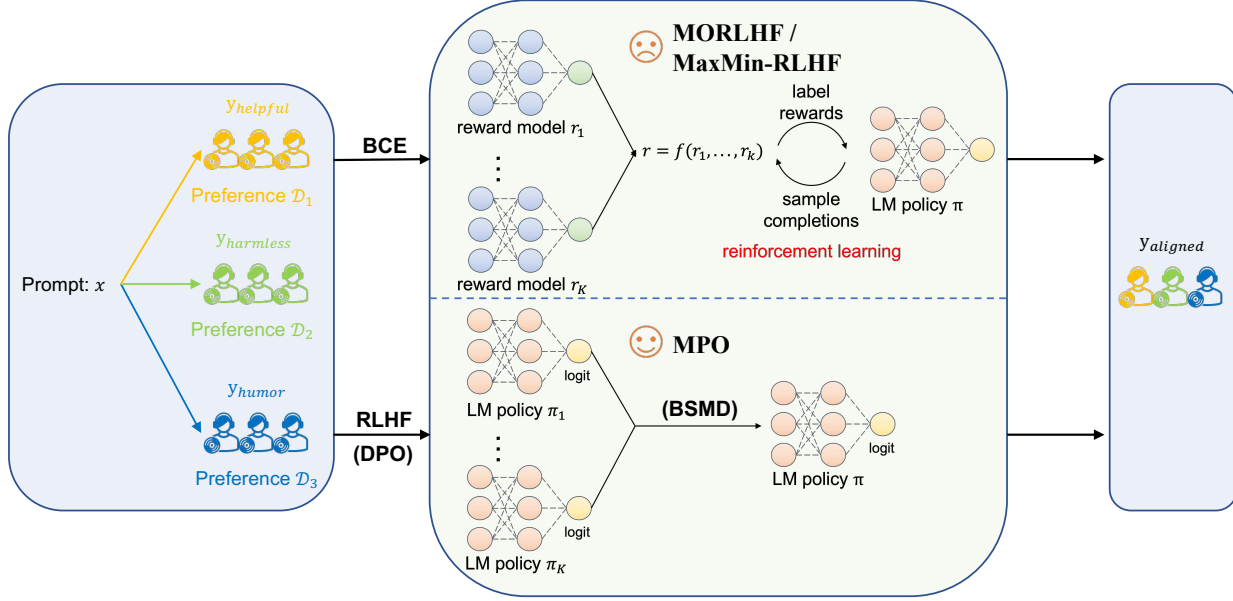 Prompt: x
y_helpful
Preference 𝒟_1
y_harmless
Preference 𝒟_2
y_humor
Preference 𝒟_3
BCE
RLHF
(DPO)
MORLHF /
MaxMin-RLHF
reward model r_1
⋮
reward model r_K
r = f(r_1,...,r_k)
label
rewards
sample
completions
LM policy π
reinforcement learning
MPO
logit
LM policy π_1
⋮
logit
LM policy π_K
(BSMD)
logit
LM policy π
y_aligned